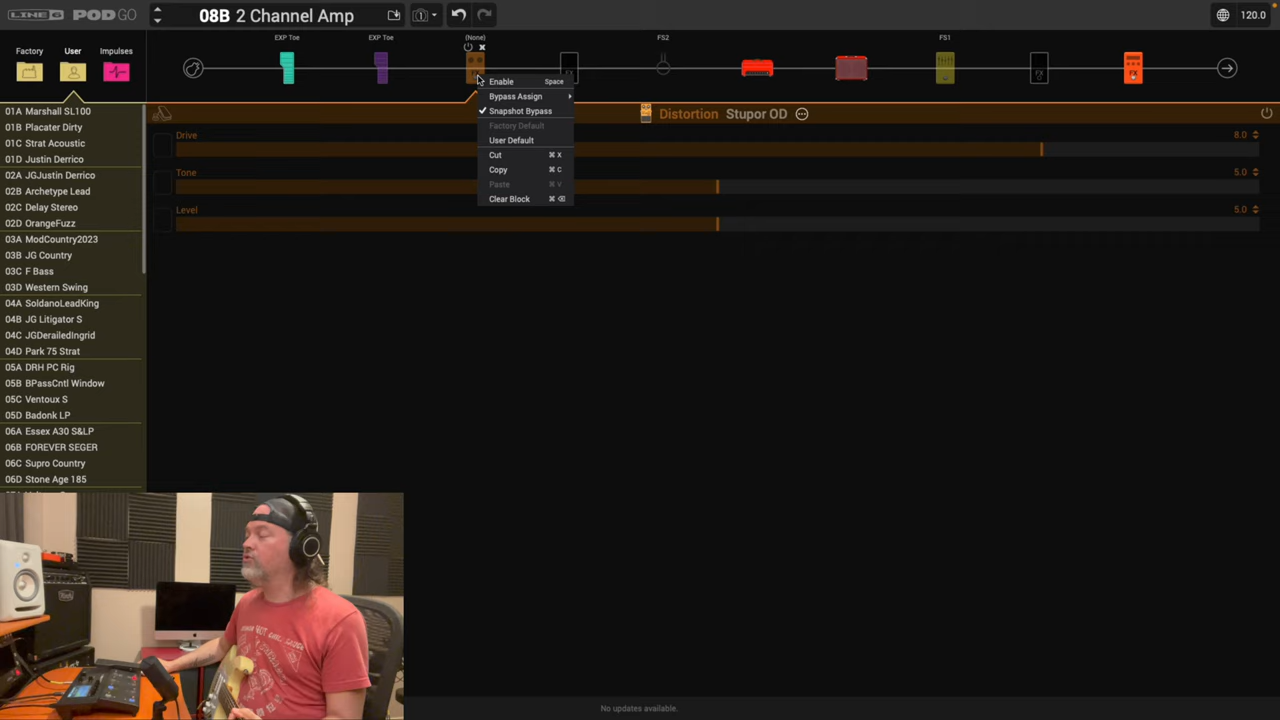 LINE 6 POD GO
08B 2 Channel Amp
120.0
Factory
User
Impulses
EXP Toe
EXP Toe
(None)
FS2
FS1
FX
FX
FX
Enable Space
Bypass Assign
✓ Snapshot Bypass
Factory Default
User Default
Cut ⌘ X
Copy ⌘ C
Paste ⌘ V
Clear Block ⌘ ⌫
Distortion Stupor OD
Drive 8.0
Tone 5.0
Level 5.0
01A Marshall SL100
01B Placater Dirty
01C Strat Acoustic
01D Justin Derrico
02A JGJustin Derrico
02B Archetype Lead
02C Delay Stereo
02D OrangeFuzz
03A ModCountry2023
03B JG Country
03C F Bass
03D Western Swing
04A SoldanoLeadKing
04B JG Litigator S
04C JGDerailedIngrid
04D Park 75 Strat
05A DRH PC Rig
05B BPassCntl Window
05C Ventoux S
05D Badonk LP
06A Essex A30 S&LP
06B FOREVER SEGER
06C Supro Country
06D Stone Age 185
No updates available.